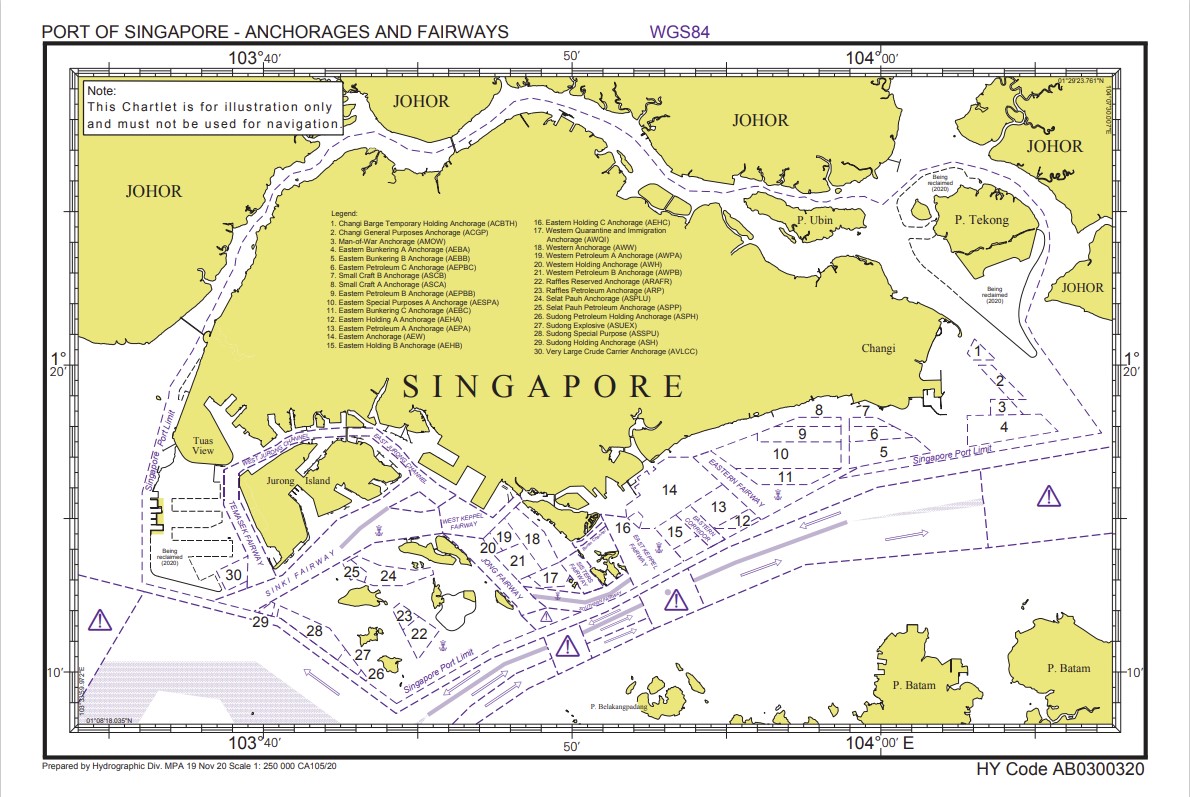 PORT OF SINGAPORE - ANCHORAGES AND FAIRWAYS
WGS84
103°40'
50'
104°00'
Note:
This Chartlet is for illustration only
and must not be used for navigation.
01°29'23.761"N
JOHOR
JOHOR
JOHOR
JOHOR
JOHOR
Being
reclaimed
(2020)
P. Ubin
P. Tekong
Being
reclaimed
(2020)
Legend:
1. Changi Barge Temporary Holding Anchorage (ACBTH)
2. Changi General Purposes Anchorage (ACGP)
3. Man-of-War Anchorage (AMOW)
4. Eastern Bunkering A Anchorage (AEBA)
5. Eastern Bunkering B Anchorage (AEBB)
6. Eastern Petroleum C Anchorage (AEPBC)
7. Small Craft B Anchorage (ASCB)
8. Small Craft A Anchorage (ASCA)
9. Eastern Petroleum B Anchorage (AEPBB)
10. Eastern Special Purposes A Anchorage (AESPA)
11. Eastern Bunkering C Anchorage (AEBC)
12. Eastern Holding A Anchorage (AEHA)
13. Eastern Petroleum A Anchorage (AEPA)
14. Eastern Anchorage (AEW)
15. Eastern Holding B Anchorage (AEHB)
16. Eastern Holding C Anchorage (AEHC)
17. Western Quarantine and Immigration
Anchorage (AWQI)
18. Western Anchorage (AWW)
19. Western Petroleum A Anchorage (AWPA)
20. Western Holding Anchorage (AWH)
21. Western Petroleum B Anchorage (AWPB)
22. Raffles Reserved Anchorage (ARAFR)
23. Raffles Petroleum Anchorage (ARP)
24. Selat Pauh Anchorage (ASPLU)
25. Selat Pauh Petroleum Anchorage (ASPP)
26. Sudong Petroleum Holding Anchorage (ASPH)
27. Sudong Explosive (ASUEX)
28. Sudong Special Purpose (ASSPU)
29. Sudong Holding Anchorage (ASH)
30. Very Large Crude Carrier Anchorage (AVLCC)
Changi
1°
20'
1°
20'
SINGAPORE
1
2
3
4
8
7
9
6
5
10
11
Singapore Port Limit
Singapore Port Limit
Tuas
View
WEST JURONG CHANNEL
EAST JURONG CHANNEL
Jurong Island
TEMASEK FAIRWAY
EASTERN FAIRWAY
14
13
12
EASTERN
CORRIDOR
15
16
EAST KEPPEL
FAIRWAY
WEST KEPPEL
FAIRWAY
19
18
20
21
17
JONG FAIRWAY
SISTERS
FAIRWAY
Being
reclaimed
(2020)
30
SINKI FAIRWAY
25
24
29
28
23
22
27
26
Singapore Port Limit
10'
10'
P. Batam
P. Batam
P. Belakangpadang
01°08'18.035"N
103°40'
50'
104°00' E
Prepared by Hydrographic Div. MPA 19 Nov 20 Scale 1: 250 000 CA105/20
HY Code AB0300320